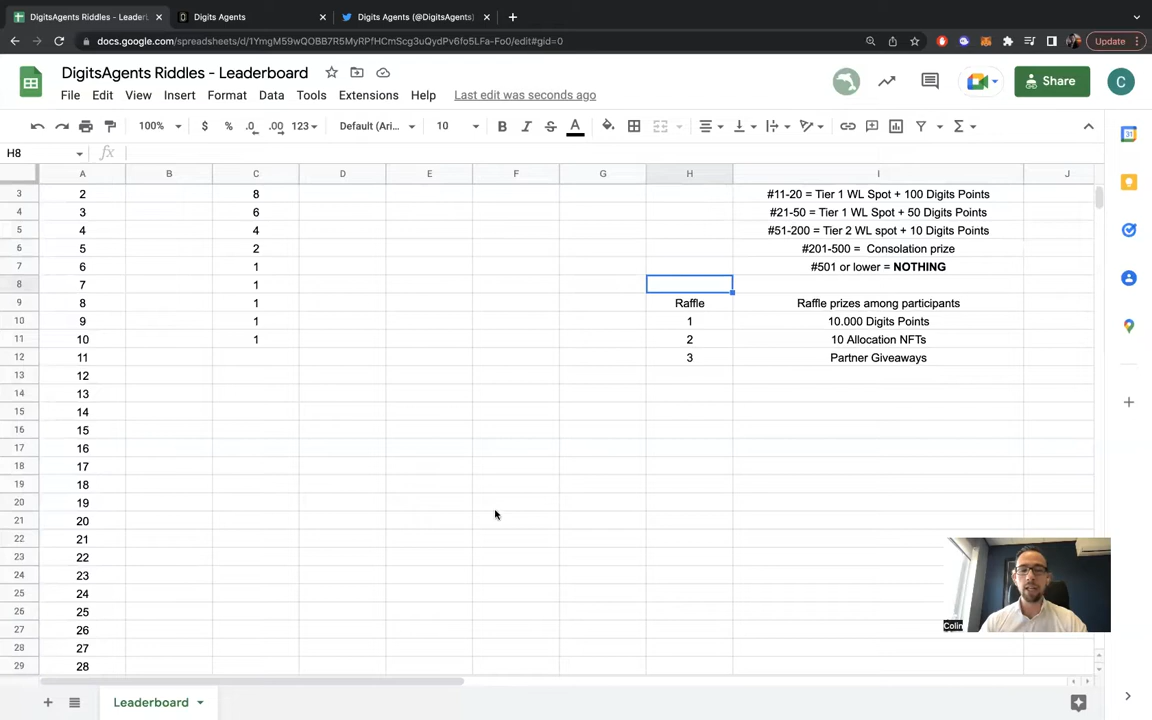 DigitsAgents Riddles - Leaderl
Digits Agents
Digits Agents (@DigitsAgents)
docs.google.com/spreadsheets/d/1YmgM59wQOBB7R5MyRPfHCmScg3uQydPv6fo5LFa-Fo0/edit#gid=0
Update
DigitsAgents Riddles - Leaderboard
File Edit View Insert Format Data Tools Extensions Help Last edit was seconds ago
Share
C
100% $ % .0 .00 123 Default (Ari... 10 B I S A
H8 fx
A B C D E F G H I J
3 2 8 #11-20 = Tier 1 WL Spot + 100 Digits Points
4 3 6 #21-50 = Tier 1 WL Spot + 50 Digits Points
5 4 4 #51-200 = Tier 2 WL spot + 10 Digits Points
6 5 2 #201-500 = Consolation prize
7 6 1 #501 or lower = NOTHING
8 7 1
9 8 1 Raffle Raffle prizes among participants
10 9 1 1 10.000 Digits Points
11 10 1 2 10 Allocation NFTs
12 11 3 Partner Giveaways
13 12
14 13
15 14
16 15
17 16
18 17
19 18
20 19
21 20
22 21
23 22
24 23
25 24
26 25
27 26
28 27
29 28
Colin
Leaderboard